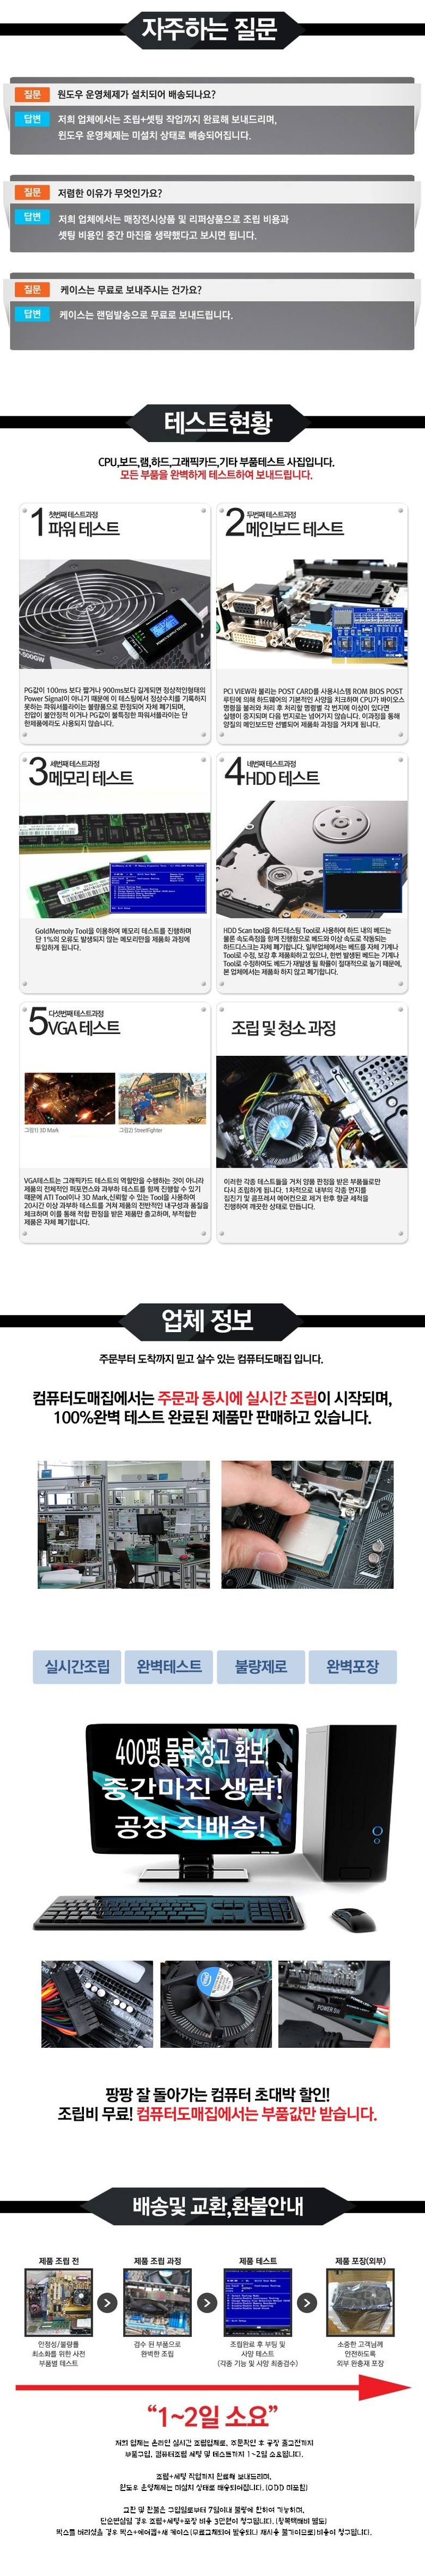 자주하는 질문
질문 윈도우 운영체제가 설치되어 배송되나요?
답변 저희 업체에서는 조립+셋팅 작업까지 완료해 보내드리며,
윈도우 운영체제는 미설치 상태로 배송되어집니다.
질문 저렴한 이유가 무엇인가요?
답변 저희 업체에서는 매장전시상품 및 리퍼상품으로 조립 비용과
셋팅 비용인 중간 마진을 생략했다고 보시면 됩니다.
질문 케이스는 무료로 보내주시는 건가요?
답변 케이스는 랜덤발송으로 무료로 보내드립니다.
테스트현황
CPU,보드,램,하드,그래픽카드,기타 부품테스트 사집입니다.
모든 부품을 완벽하게 테스트하여 보내드립니다.
1 첫번째 테스트과정
파워 테스트
PG값이 100ms 보다 짧거나 900ms보다 길게되면 정상적인형태의
Power Signal이 아니기 때문에 이 테스팅에서 정상수치를 기록하지
못하는 파워서플라이는 불량품으로 판정되어 자체 폐기되며,
전압이 불안정적 이거나 PG값이 불특정한 파워서플라이는 단
한제품에라도 사용되지 않습니다.
2 두번째 테스트과정
메인보드 테스트
PCI VIEW라 불리는 POST CARD를 사용시스템 ROM BIOS POST
루틴에 의해 하드웨어의 기본적인 사양을 치크하며 CPU가 바이오스
명령을 불러와 처리 후 처리할 명령별 각 번지에 이상이 있다면
실행이 중지되며 다음 번지로는 넘어가지 않습니다. 이과정을 통해
양질의 메인보드만 선별되어 제품화 과정을 거치게 됩니다.
3 세번째 테스트과정
메모리 테스트
GoldMemoly Tool을 이용하여 메모리 테스트를 진행하며
단 1%의 오류도 발생되지 않는 메모리만을 제품화 과정에
투입하게 됩니다.
4 네번째 테스트과정
HDD 테스트
HDD Scan tool을 하드테스팅 Tool로 사용하여 하드 내의 베드는
물론 속도측정을 함께 진행함으로 베드와 이상 속도로 작동되는
하드디스크는 자체 폐기합니다. 일부업체에서는 베드를 자체 기계나
Tool로 수정, 보강 후 제품화하고 있으나, 한번 발생된 베드는 기계나
Tool로 수정하여도 베드가 재발생 될 확률이 절대적으로 높기 때문에,
본 업체에서는 제품화 하지 않고 폐기합니다.
5 다섯번째 테스트과정
VGA 테스트
그림1) 3D Mark
그림2) StreetFighter
VGA테스트는 그래픽카드 테스트의 역할만을 수행하는 것이 아니라
제품의 전체적인 퍼포먼스와 과부하 테스트를 함께 진행할 수 있기
때문에 ATI Tool이나 3D Mark,신뢰할 수 있는 Tool을 사용하여
20시간 이상 과부하 테스트를 거쳐 제품의 전반적인 내구성과 품질을
체크하며 이를 통해 적합 판정을 받은 제품만 출고하며, 부적합한
제품은 자체 폐기합니다.
조립 및 청소 과정
이러한 각종 테스트들을 거쳐 양품 판정을 받은 부품들로만
다시 조립하게 됩니다. 1차적으로 내부의 각종 먼지를
집진기 및 콤프레셔 에어컨으로 제거 한후 항균 세척을
진행하여 깨끗한 상태로 만듭니다.
업체 정보
주문부터 도착까지 믿고 살수 있는 컴퓨터도매집 입니다.
컴퓨터도매집에서는 주문과 동시에 실시간 조립이 시작되며,
100%완벽 테스트 완료된 제품만 판매하고 있습니다.
실시간조립 완벽테스트 불량제로 완벽포장
400평 물류 창고 확보!
중간마진 생략!
공장 직배송!
팡팡 잘 돌아가는 컴퓨터 초대박 할인!
조립비 무료! 컴퓨터도매집에서는 부품값만 받습니다.
배송및 교환,환불안내
제품 조립 전
안정성/불량률
최소화를 위한 사전
부품별 테스트
제품 조립 과정
검수 된 부품으로
완벽한 조립
제품 테스트
조립완료 후 부팅 및
사양 테스트
(각종 기능 및 사양 최종검수)
제품 포장(외부)
소중한 고객님께
안전하도록
외부 완충재 포장
“1~2일 소요”
저희 업체는 온라인 실시간 조립업체로, 주문확인 후 공장 출고전까지
부품구입, 컴퓨터조립 세팅 및 테스트까지 1~2일 소요됩니다.
조립+세팅 작업까지 완료해 보내드리며,
윈도우 운영체제는 미설치 상태로 배송되어집니다. (ODD 미포함)
교환 및 환불은 구입일로부터 7일이내 불량에 한하여 가능하며,
단순변심일 경우 조립+세팅+포장 비용 3만원이 청구됩니다. (왕복택배비 별도)
박스를 버리셨을 경우 박스+에어캡+새 케이스(무료교체되어 발송되나 재사용 불가이므로)비용이 청구됩니다.